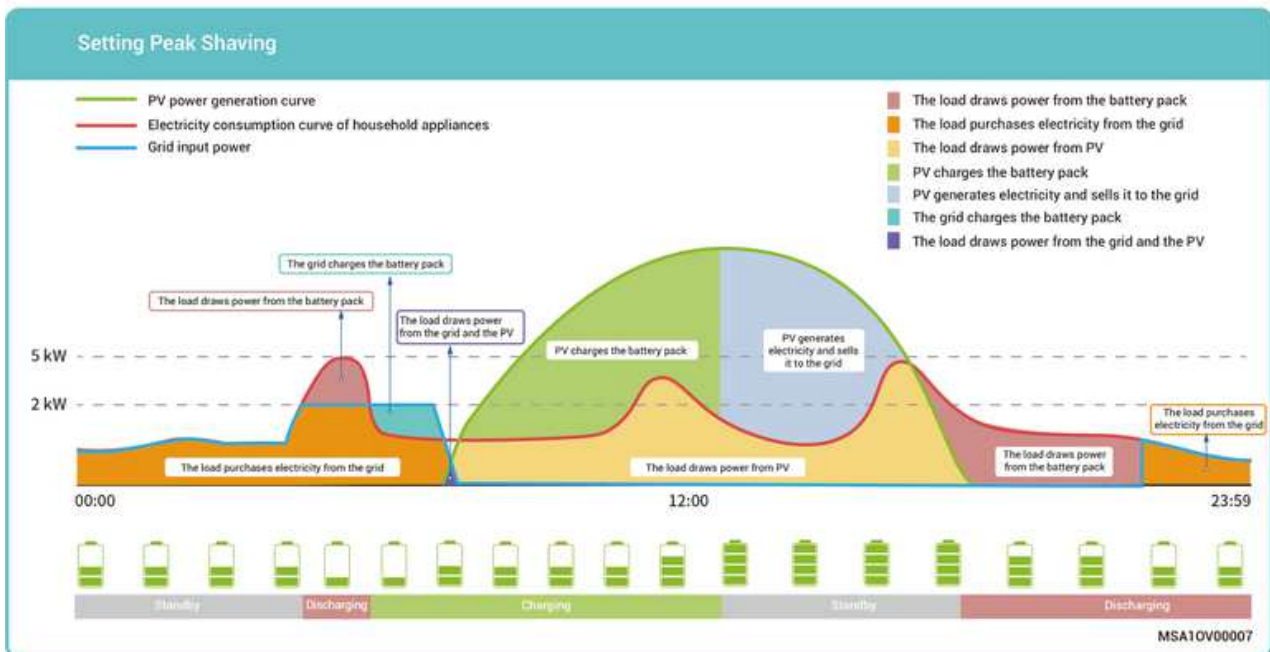 Setting Peak Shaving
PV power generation curve
Electricity consumption curve of household appliances
Grid input power
The load draws power from the battery pack
The load purchases electricity from the grid
The load draws power from PV
PV charges the battery pack
PV generates electricity and sells it to the grid
The grid charges the battery pack
The load draws power from the grid and the PV
The grid charges the battery pack
The load draws power from the battery pack
The load draws power
from the grid and the PV
PV charges the battery pack
PV generates
electricity and sells
it to the grid
5 kW
2 kW
The load purchases
electricity from the grid
The load purchases electricity from the grid
The load draws power from PV
The load draws power
from the battery pack
00:00
12:00
23:59
Standby
Discharging
Charging
Standby
Discharging
MSA1OV00007